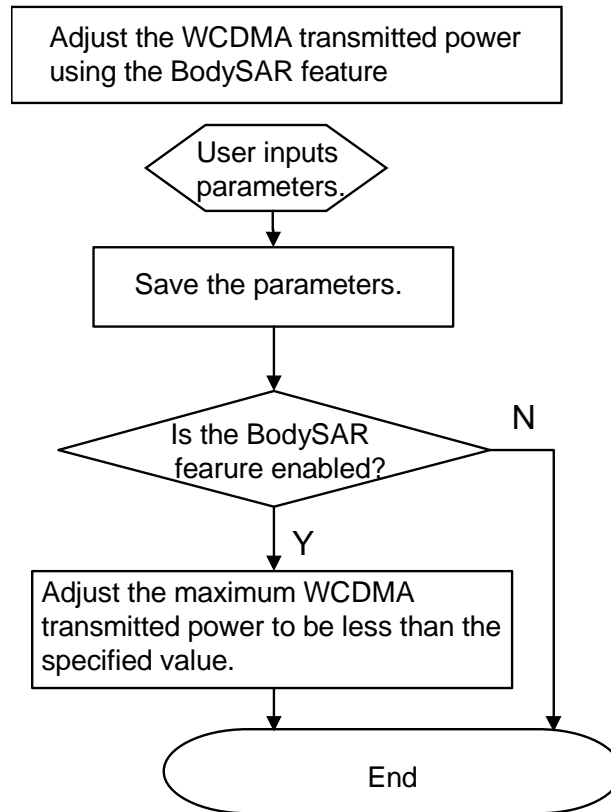 Adjust the WCDMA transmitted power
using the BodySAR feature
User inputs
parameters.
Save the parameters.
Is the BodySAR
fearure enabled?
N
Y
Adjust the maximum WCDMA
transmitted power to be less than the
specified value.
End